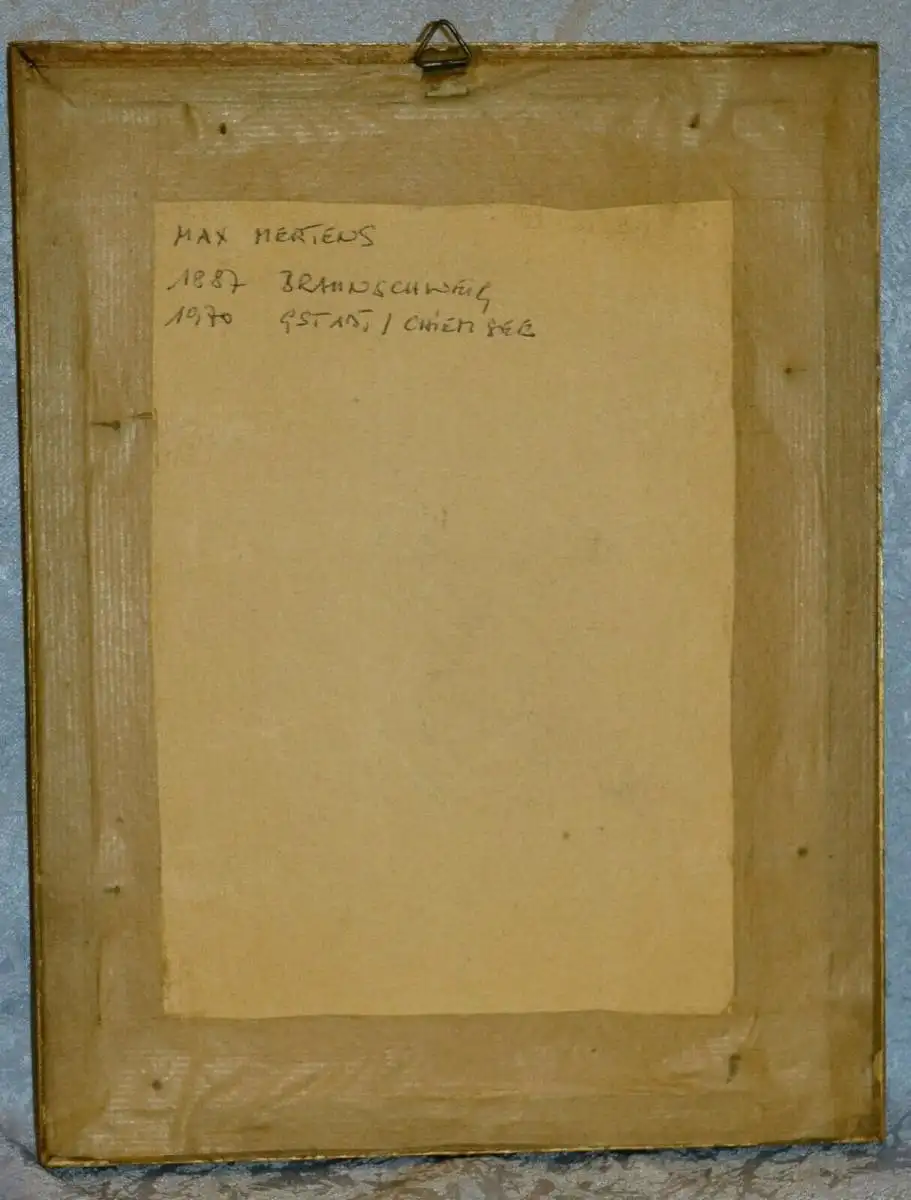 MAX MERTENS
1887 BRAUNSCHWEIG
1970 GSTADT / CHIEMSEE